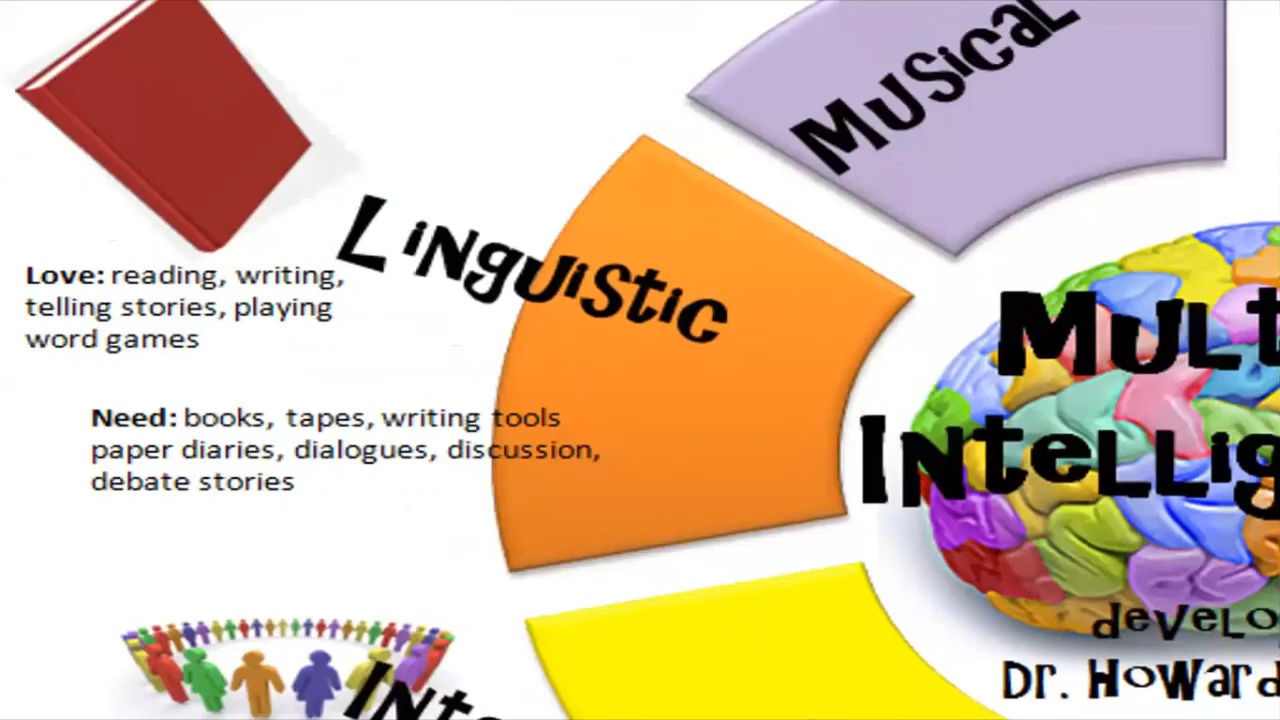 Musical
Linguistic
Love: reading, writing,
telling stories, playing
word games
Need: books, tapes, writing tools
paper diaries, dialogues, discussion,
debate stories
Mult
Intellig
develo
Dr. Howard
Inte